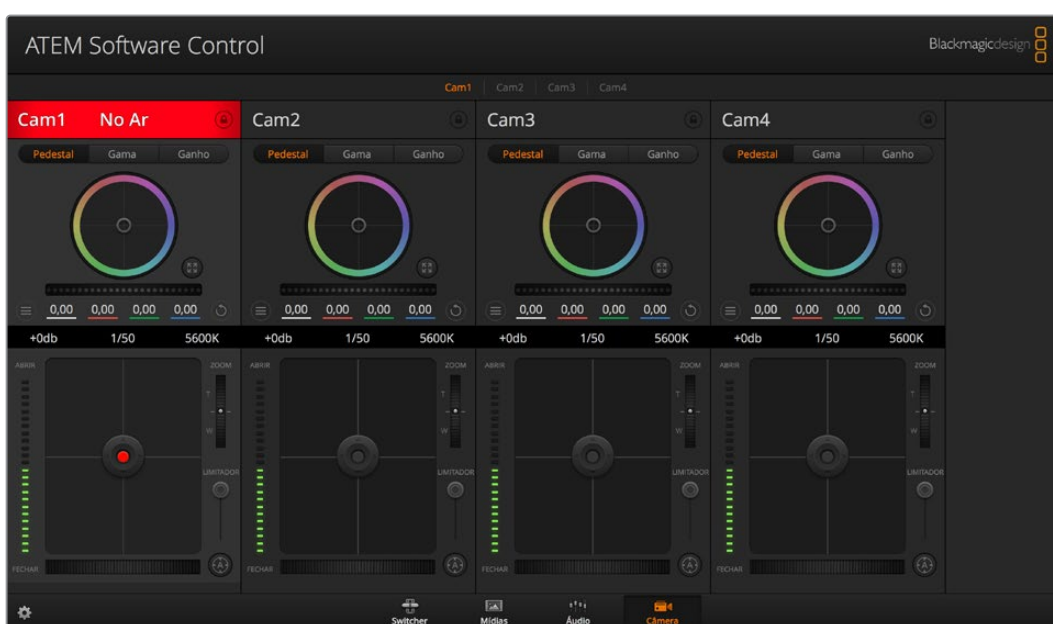 ATEM Software Control
Blackmagicdesign
Cam1 Cam2 Cam3 Cam4
Cam1 No Ar Cam2 Cam3 Cam4
Pedestal Gama Ganho Pedestal Gama Ganho Pedestal Gama Ganho Pedestal Gama Ganho
0,00 0,00 0,00 0,00 0,00 0,00 0,00 0,00 0,00 0,00 0,00 0,00 0,00 0,00 0,00 0,00
+0db 1/50 5600K +0db 1/50 5600K +0db 1/50 5600K +0db 1/50 5600K
ABRIR ZOOM ABRIR ZOOM ABRIR ZOOM ABRIR ZOOM
T T T T
W W W W
LIMITADOR LIMITADOR LIMITADOR LIMITADOR
FECHAR A FECHAR A FECHAR A FECHAR A
Switcher Mídias Áudio Câmera